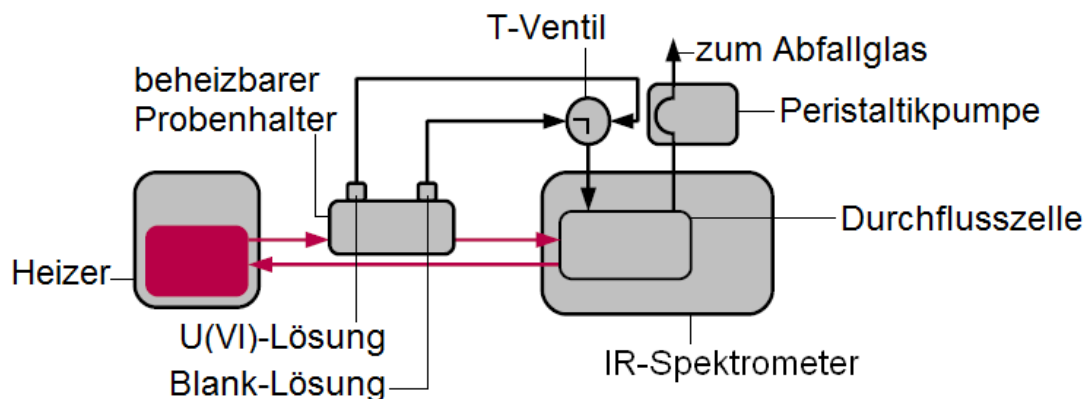 T-Ventil
zum Abfallglas
beheizbarer
Probenhalter
Peristaltikpumpe
Durchflusszelle
Heizer
U(VI)-Lösung
Blank-Lösung
IR-Spektrometer